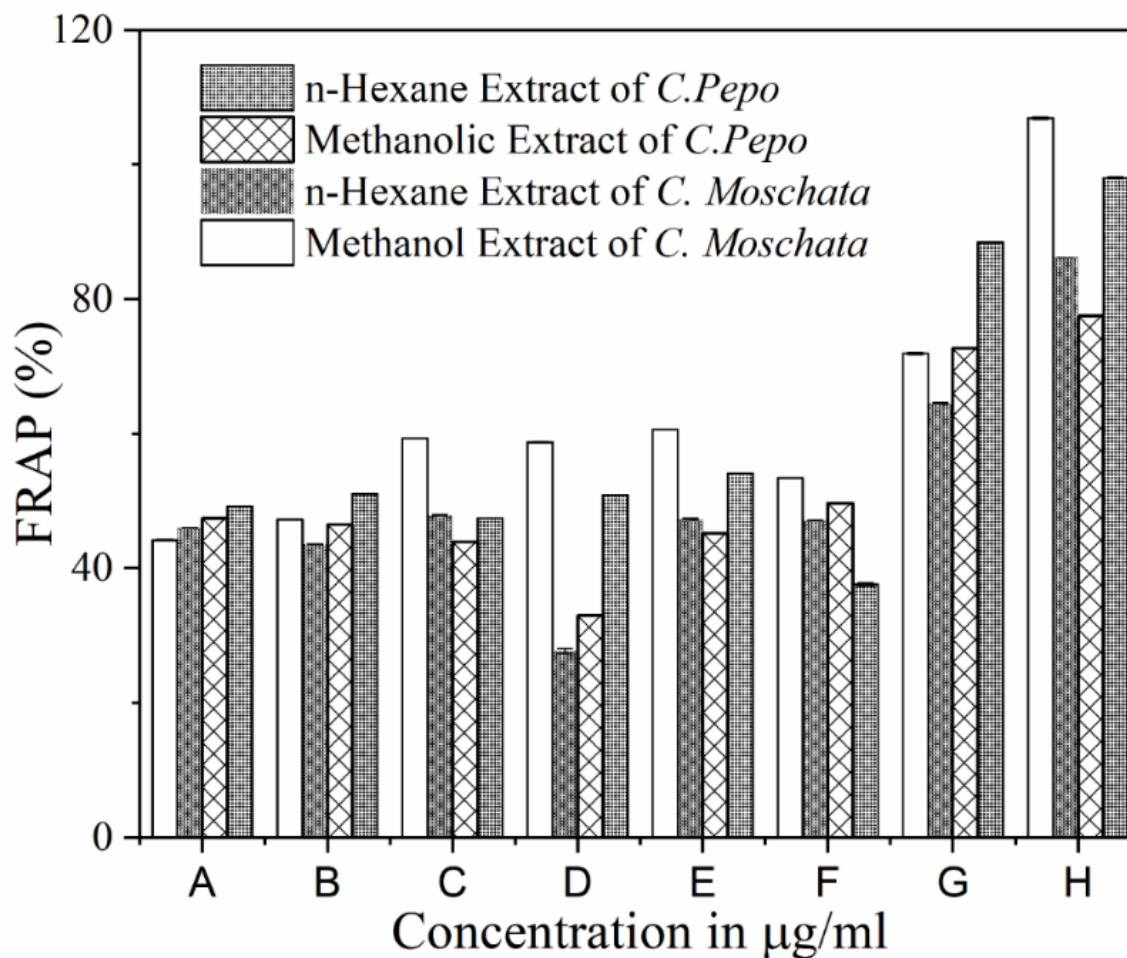 120
n-Hexane Extract of C.Pepo
Methanolic Extract of C.Pepo
n-Hexane Extract of C. Moschata
Methanol Extract of C. Moschata
80
FRAP (%)
40
0
A B C D E F G H
Concentration in μg/ml